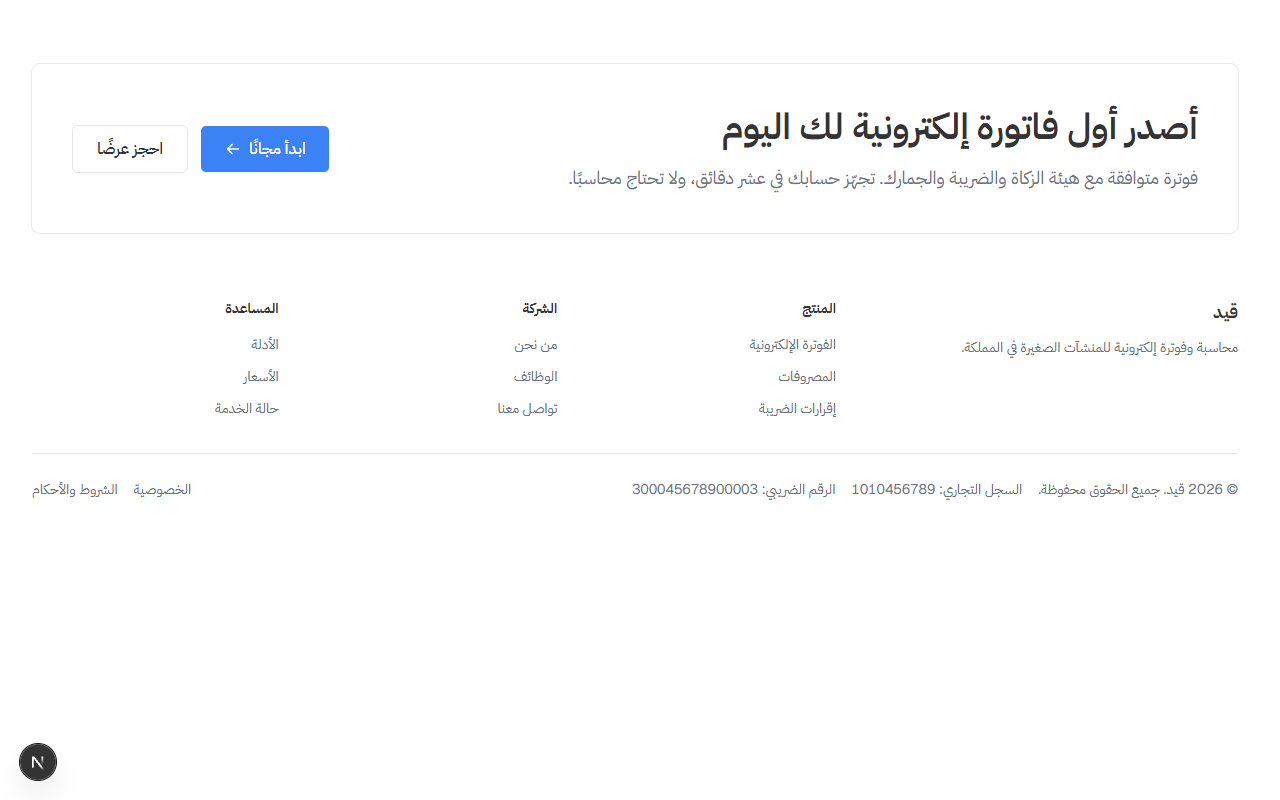 أصدر أول فاتورة إلكترونية لك اليوم
فوترة متوافقة مع هيئة الزكاة والضريبة والجمارك. تجهّز حسابك في عشر دقائق، ولا تحتاج محاسبًا.
ابدأ مجانًا ←
احجز عرضًا
قيد
محاسبة وفوترة إلكترونية للمنشآت الصغيرة في المملكة.
المنتج
الفوترة الإلكترونية
المصروفات
إقرارات الضريبة
الشركة
من نحن
الوظائف
تواصل معنا
المساعدة
الأدلة
الأسعار
حالة الخدمة
© 2026 قيد. جميع الحقوق محفوظة. السجل التجاري: 1010456789 الرقم الضريبي: 300045678900003
الخصوصية الشروط والأحكام
N